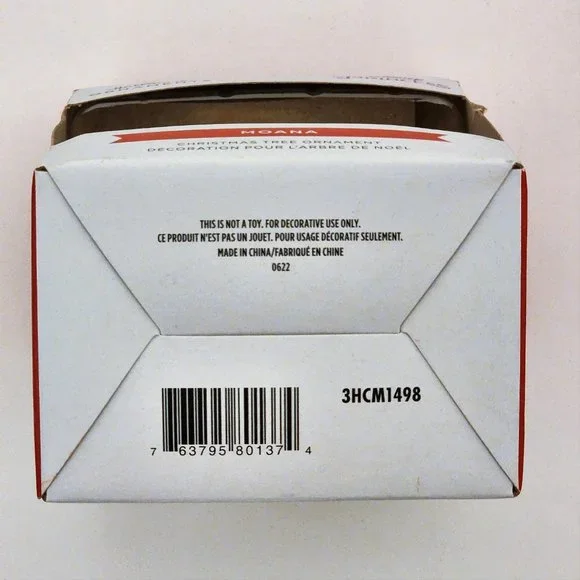 MOANA
CHRISTMAS TREE ORNAMENT
DÉCORATION POUR L'ARBRE DE NOËL
THIS IS NOT A TOY. FOR DECORATIVE USE ONLY.
CE PRODUIT N'EST PAS UN JOUET. POUR USAGE DÉCORATIF SEULEMENT.
MADE IN CHINA/FABRIQUÉ EN CHINE
0622
3HCM1498
7 63795 80137 4